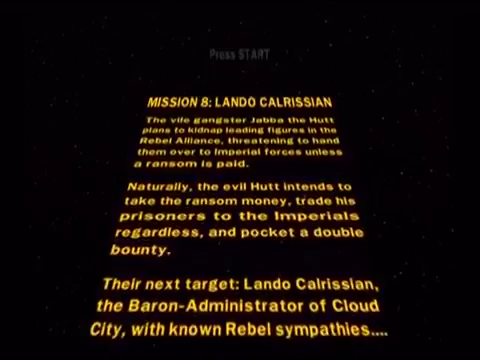 Press START
MISSION 8: LANDO CALRISSIAN
The vile gangster Jabba the Hutt
plans to kidnap leading figures in the
Rebel Alliance, threatening to hand
them over to Imperial forces unless
a ransom is paid.
Naturally, the evil Hutt intends to
take the ransom money, trade his
prisoners to the Imperials
regardless, and pocket a double
bounty.
Their next target: Lando Calrissian,
the Baron-Administrator of Cloud
City, with known Rebel sympathies....